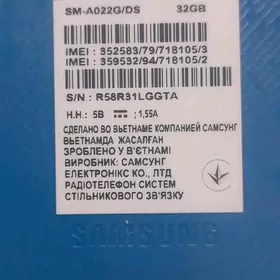 SM-A022G/DS 32GB
IMEI : 352583/79/718105/3
IMEI : 359532/94/718105/2
S/N : R58R31LGGTA
H.H.: 5В ⎓ ; 1,55A
СДЕЛАНО ВО ВЬЕТНАМЕ КОМПАНИЕЙ САМСУНГ
ВЬЕТНАМДА ЖАСАЛҒАН
ЗРОБЛЕНО У В'ЄТНАМІ
ВИРОБНИК: САМСУНГ
ЕЛЕКТРОНІКС КО., ЛТД
РАДІОТЕЛЕФОН СИСТЕМ
СТІЛЬНИКОВОГО ЗВ'ЯЗКУ
SAMSUNG